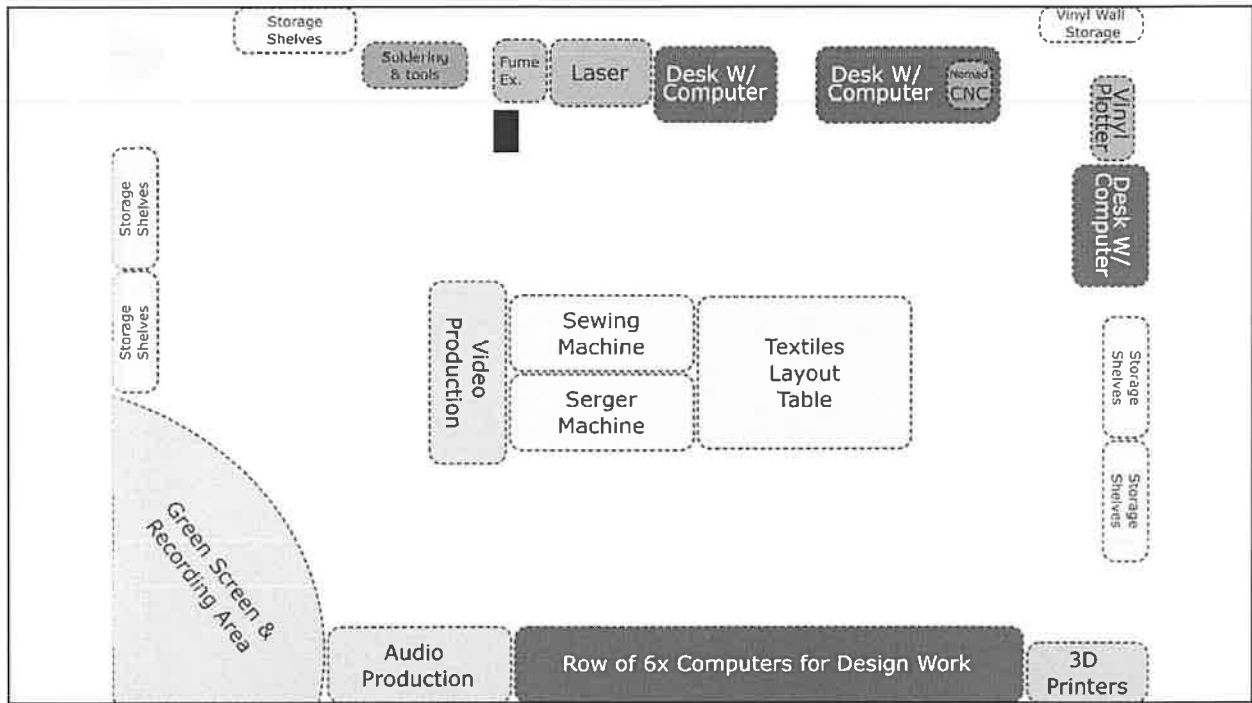 Storage
Shelves
Vinyl Wall
Storage
Soldering
& tools
Fume
Ex.
Laser
Desk W/
Computer
Desk W/
Computer
Nomad
CNC
Vinyl
Plotter
Desk W/
Computer
Storage
Shelves
Storage
Shelves
Video
Production
Sewing
Machine
Serger
Machine
Textiles
Layout
Table
Storage
Shelves
Storage
Shelves
Green Screen &
Recording Area
Audio
Production
Row of 6x Computers for Design Work
3D
Printers